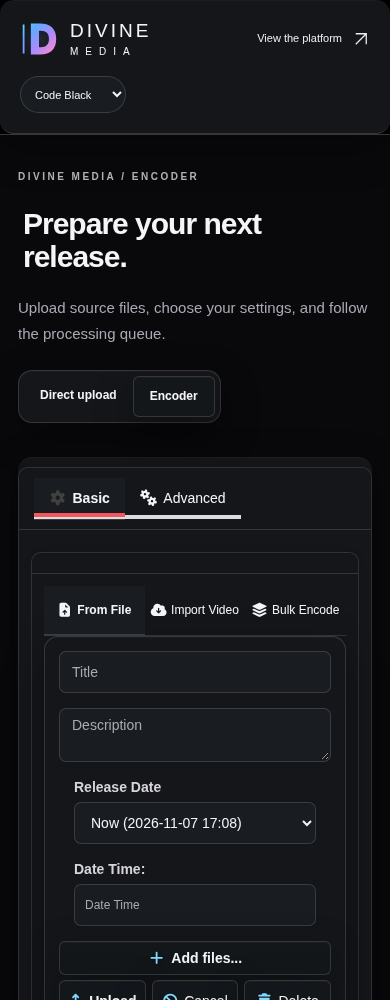 DIVINE
MEDIA
View the platform
Code Black
DIVINE MEDIA / ENCODER
Prepare your next
release.
Upload source files, choose your settings, and follow
the processing queue.
Direct upload
Encoder
Basic
Advanced
From File
Import Video
Bulk Encode
Title
Description
Release Date
Now (2026-11-07 17:08)
Date Time:
Date Time
Add files...
Upload
Cancel
Delete